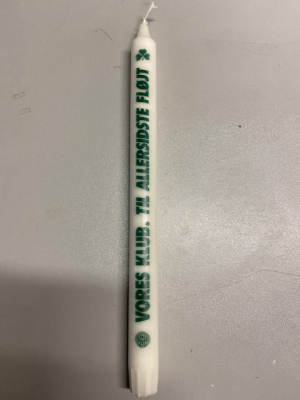 VORES KLUB. TIL ALLERSIDSTE FLØJT